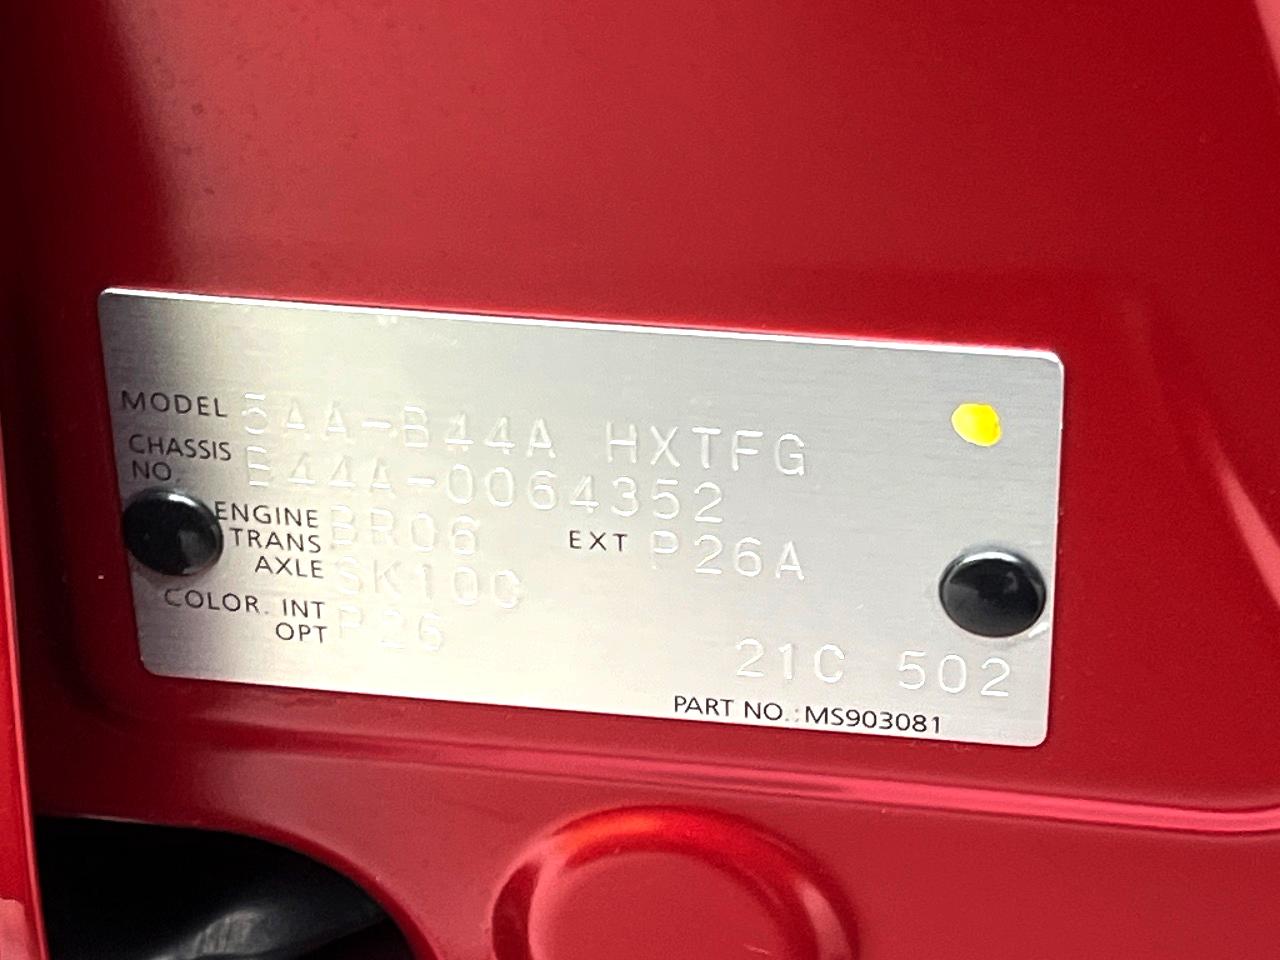 MODEL 5AA-B44A HXTFG
CHASSIS NO. B44A-0064352
ENGINE BR06 EXT P26A
TRANS AXLE SK10C
COLOR. INT
OPT P26
21C 502
PART NO.:MS903081